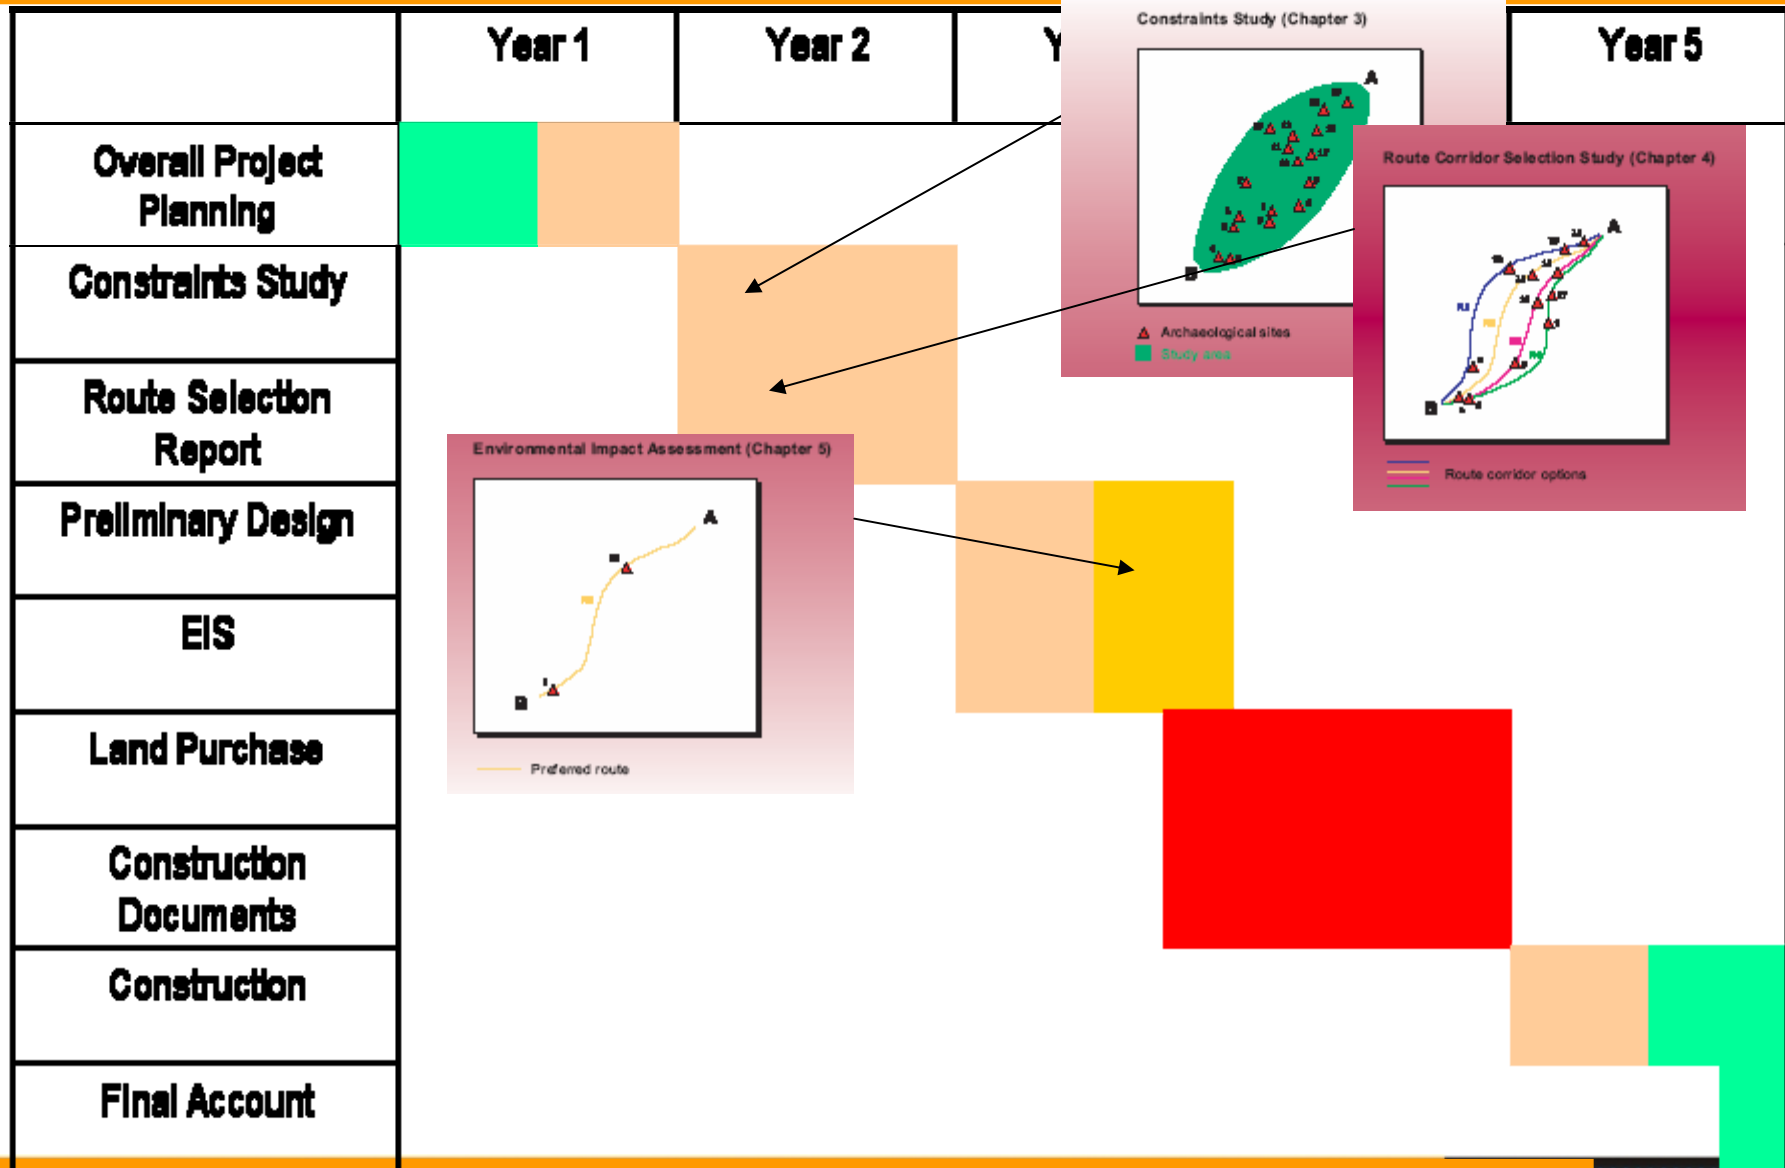 Year 1
Year 2
Y
Year 5
Overall Project
Planning
Constraints Study
Route Selection
Report
Preliminary Design
EIS
Land Purchase
Construction
Documents
Construction
Final Account
Constraints Study (Chapter 3)
A
B
Archaeological sites
Study area
Route Corridor Selection Study (Chapter 4)
A
B
Route corridor options
Environmental Impact Assessment (Chapter 5)
A
B
Preferred route